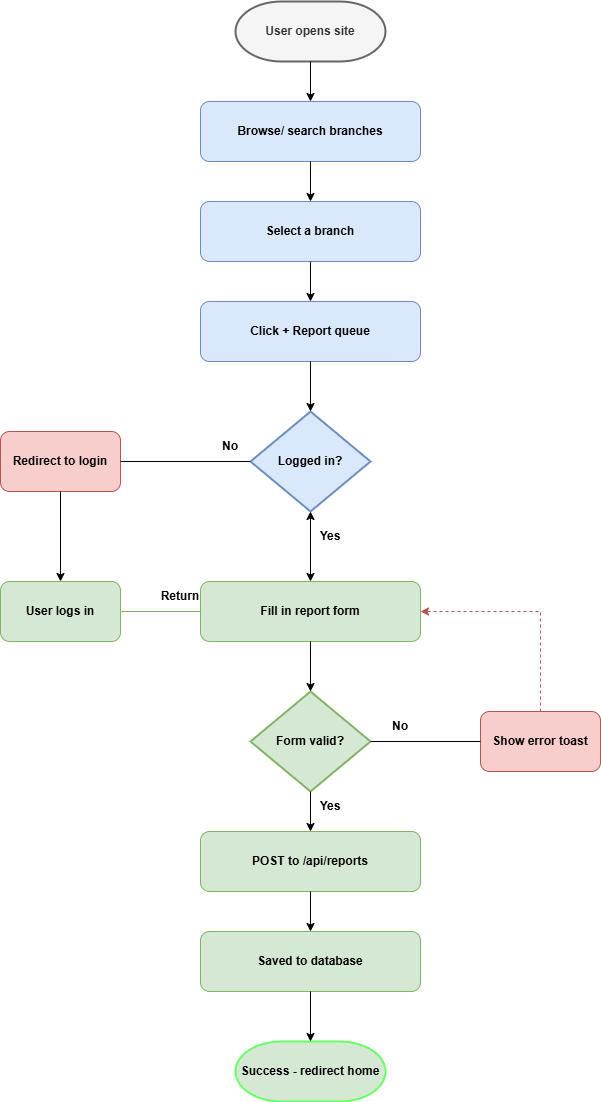 User opens site
Browse/ search branches
Select a branch
Click + Report queue
No
Logged in?
Redirect to login
Yes
Return
User logs in
Fill in report form
No
Form valid?
Show error toast
Yes
POST to /api/reports
Saved to database
Success - redirect home